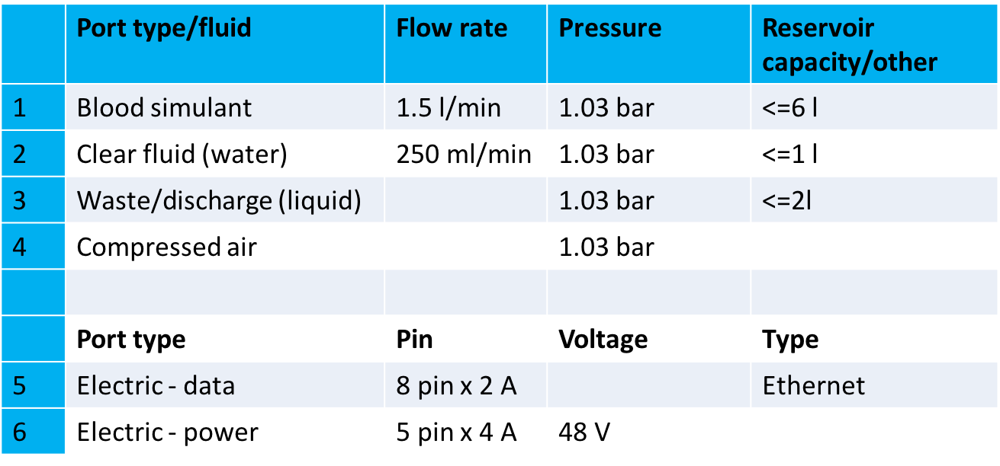 Port type/fluid Flow rate Pressure Reservoir
capacity/other
1 Blood simulant 1.5 l/min 1.03 bar <=6 l
2 Clear fluid (water) 250 ml/min 1.03 bar <=1 l
3 Waste/discharge (liquid) 1.03 bar <=2l
4 Compressed air 1.03 bar
Port type Pin Voltage Type
5 Electric - data 8 pin x 2 A Ethernet
6 Electric - power 5 pin x 4 A 48 V